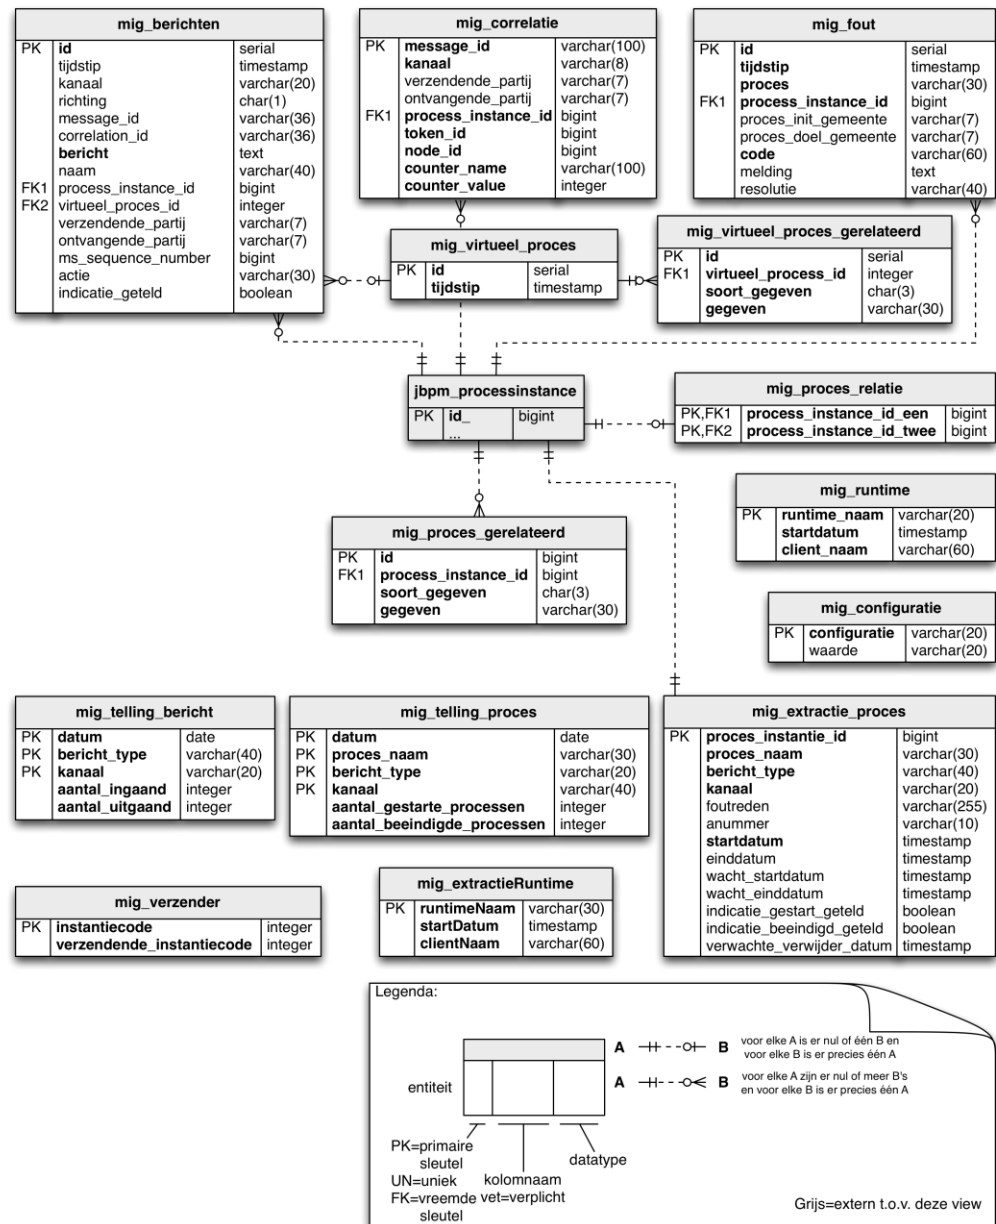 mig_berichten
PK id serial
tijdstip timestamp
kanaal varchar(20)
richting char(1)
message_id varchar(36)
correlation_id varchar(36)
bericht text
naam varchar(40)
FK1 process_instance_id bigint
FK2 virtueel_proces_id integer
verzendende_partij varchar(7)
ontvangende_partij varchar(7)
ms_sequence_number bigint
actie varchar(30)
indicatie_geteld boolean
mig_correlatie
PK message_id varchar(100)
kanaal varchar(8)
verzendende_partij varchar(7)
ontvangende_partij varchar(7)
FK1 process_instance_id bigint
token_id bigint
node_id bigint
counter_name varchar(100)
counter_value integer
mig_fout
PK id serial
tijdstip timestamp
proces varchar(30)
FK1 process_instance_id bigint
proces_init_gemeente varchar(7)
proces_doel_gemeente varchar(7)
code varchar(60)
melding text
resolutie varchar(40)
mig_virtueel_proces
PK id serial
tijdstip timestamp
mig_virtueel_proces_gerelateerd
PK id serial
FK1 virtueel_process_id integer
soort_gegeven char(3)
gegeven varchar(30)
jbpm_processinstance
PK id_ bigint
...
mig_proces_relatie
PK,FK1 process_instance_id_een bigint
PK,FK2 process_instance_id_twee bigint
mig_runtime
PK runtime_naam varchar(20)
startdatum timestamp
client_naam varchar(60)
mig_proces_gerelateerd
PK id bigint
FK1 process_instance_id bigint
soort_gegeven char(3)
gegeven varchar(30)
mig_configuratie
PK configuratie varchar(20)
waarde varchar(20)
mig_telling_bericht
PK datum date
PK bericht_type varchar(40)
PK kanaal varchar(20)
aantal_ingaand integer
aantal_uitgaand integer
mig_telling_proces
PK datum date
PK proces_naam varchar(30)
PK bericht_type varchar(20)
PK kanaal varchar(40)
aantal_gestarte_processen integer
aantal_beeindigde_processen integer
mig_extractie_proces
PK proces_instantie_id bigint
proces_naam varchar(30)
bericht_type varchar(40)
kanaal varchar(20)
foutreden varchar(255)
anummer varchar(10)
startdatum timestamp
einddatum timestamp
wacht_startdatum timestamp
wacht_einddatum timestamp
indicatie_gestart_geteld boolean
indicatie_beeindigd_geteld boolean
verwachte_verwijder_datum timestamp
mig_verzender
PK instantiecode integer
verzendende_instantiecode integer
mig_extractieRuntime
PK runtimeNaam varchar(30)
startDatum timestamp
clientNaam varchar(60)
Legenda:
entiteit
PK=primaire
sleutel
UN=uniek
FK=vreemde
sleutel
kolomnaam
vet=verplicht
datatype
A B
voor elke A is er nul of één B en
voor elke B is er precies één A
A B
voor elke A zijn er nul of meer B's
en voor elke B is er precies één A
Grijs=extern t.o.v. deze view